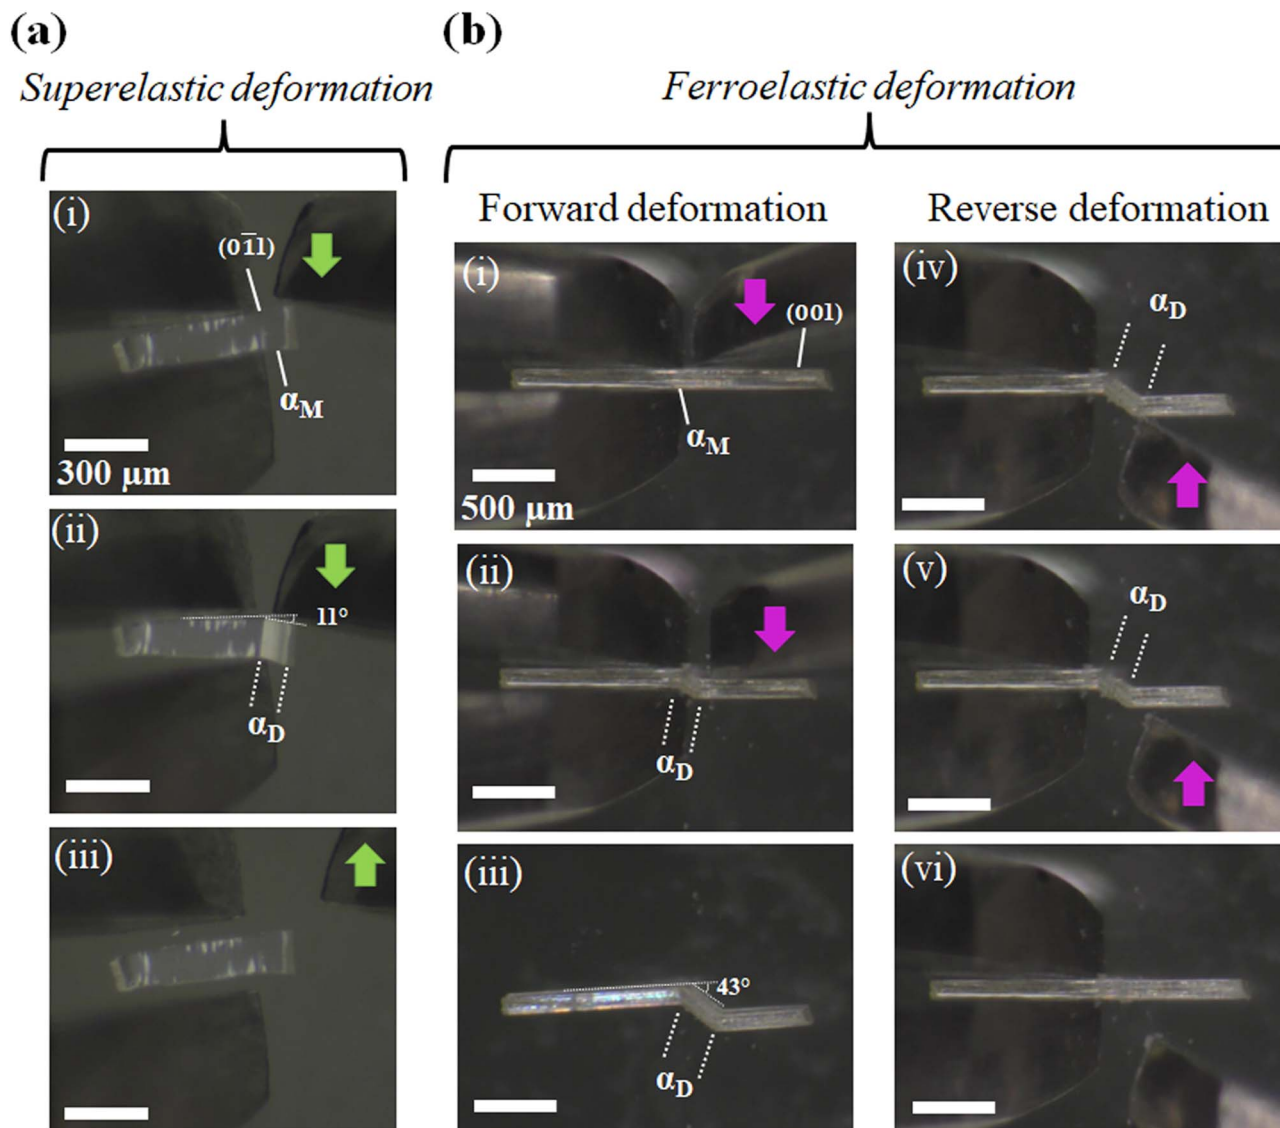 (a)
Superelastic deformation
(i)
(01̄1)
α_M
300 μm
(ii)
11°
α_D
(iii)
(b)
Ferroelastic deformation
Forward deformation
(i)
(001)
α_M
500 μm
(ii)
α_D
(iii)
43°
α_D
Reverse deformation
(iv)
α_D
(v)
α_D
(vi)